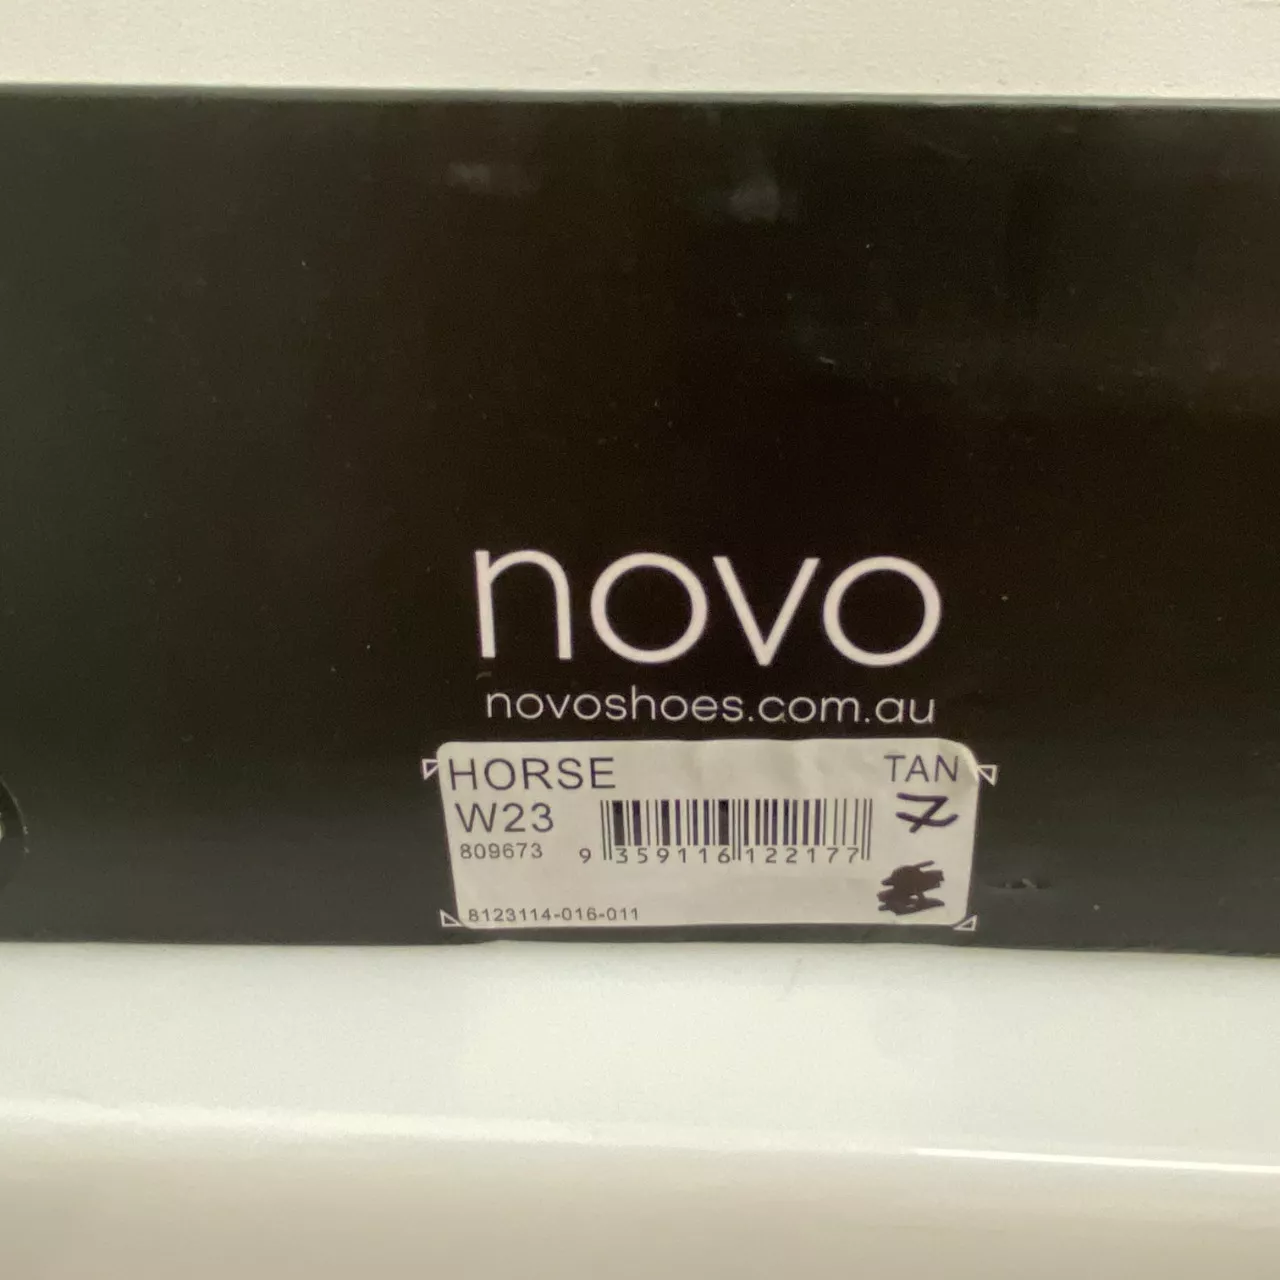 novo
novoshoes.com.au
HORSE TAN
W23 7
809673 9 359116 122177
8123114-016-011